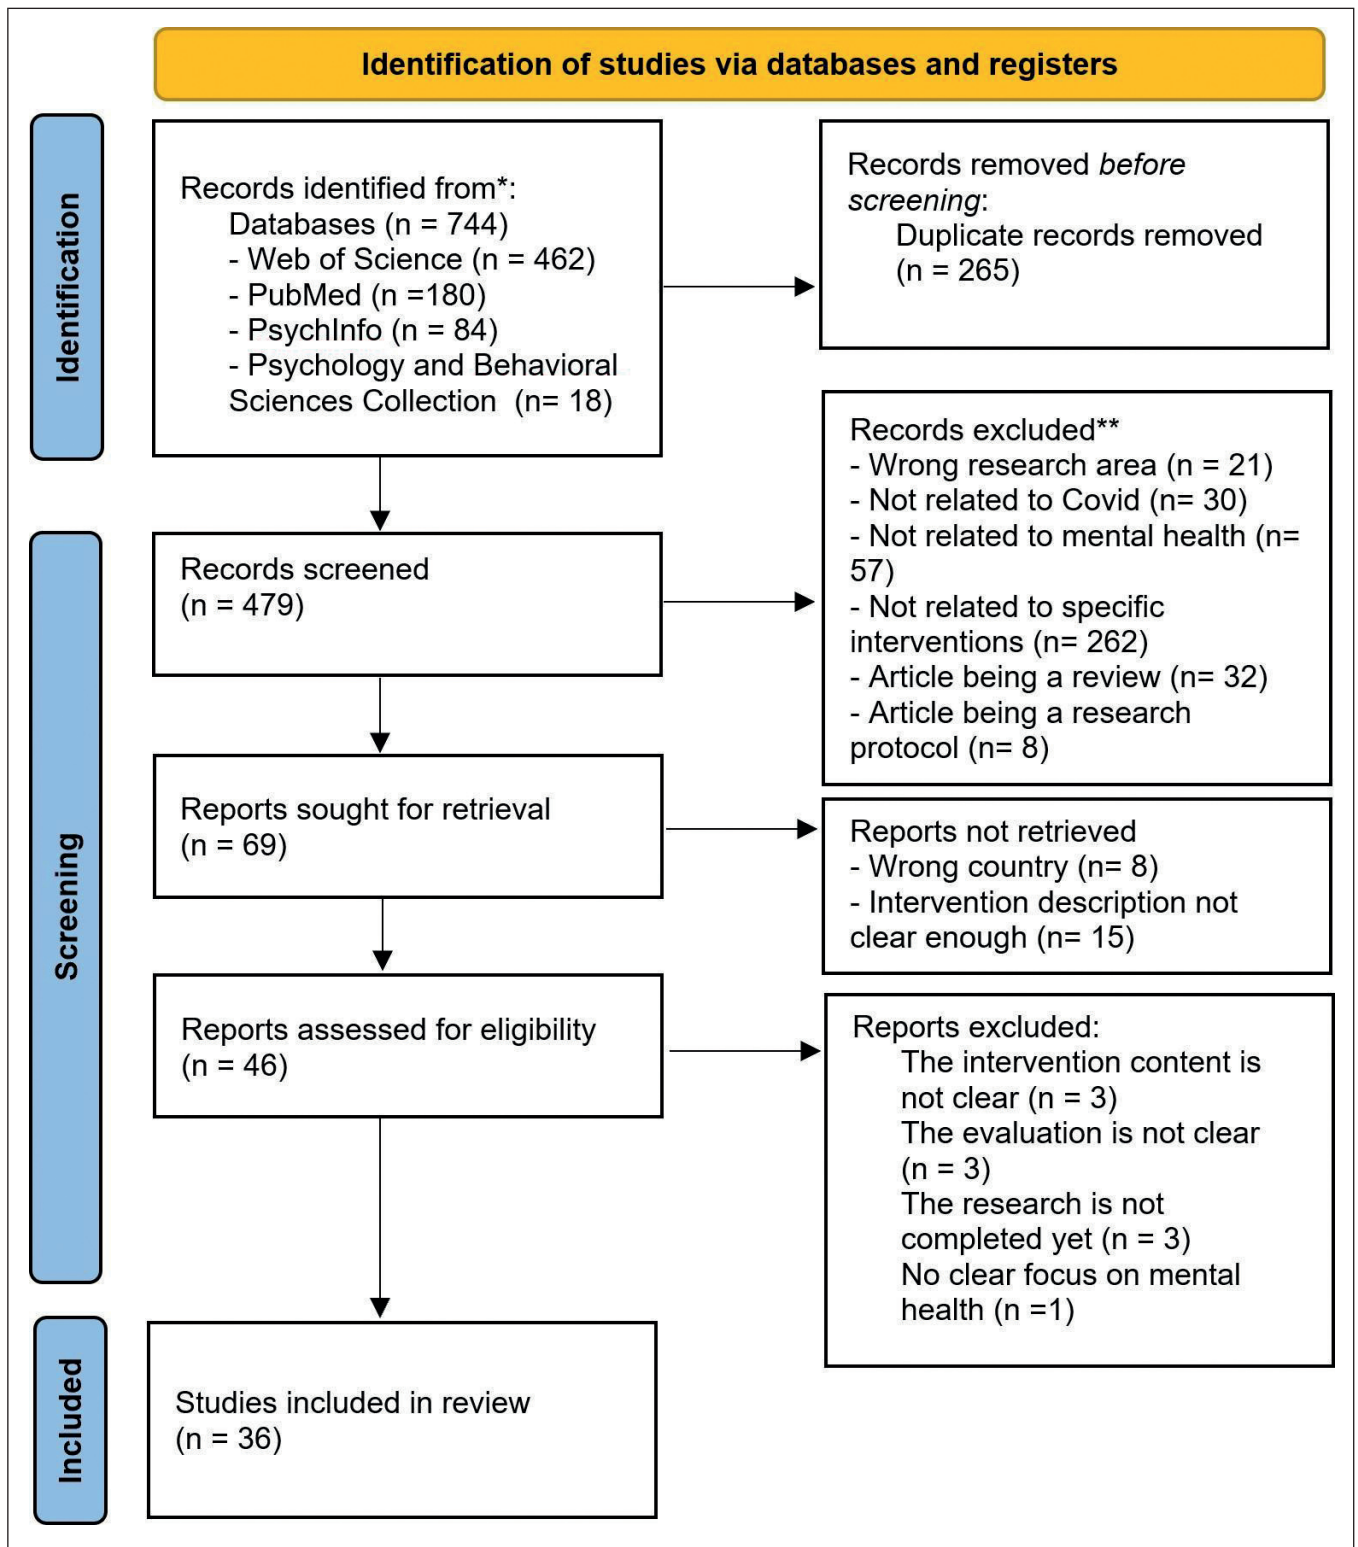 Identification of studies via databases and registers
Identification
Records identified from*:
Databases (n = 744)
- Web of Science (n = 462)
- PubMed (n =180)
- PsychInfo (n = 84)
- Psychology and Behavioral
Sciences Collection (n= 18)
Records removed before
screening:
Duplicate records removed
(n = 265)
Screening
Records screened
(n = 479)
Records excluded**
- Wrong research area (n = 21)
- Not related to Covid (n= 30)
- Not related to mental health (n=
57)
- Not related to specific
interventions (n= 262)
- Article being a review (n= 32)
- Article being a research
protocol (n= 8)
Reports sought for retrieval
(n = 69)
Reports not retrieved
- Wrong country (n= 8)
- Intervention description not
clear enough (n= 15)
Reports assessed for eligibility
(n = 46)
Reports excluded:
The intervention content is
not clear (n = 3)
The evaluation is not clear
(n = 3)
The research is not
completed yet (n = 3)
No clear focus on mental
health (n =1)
Included
Studies included in review
(n = 36)